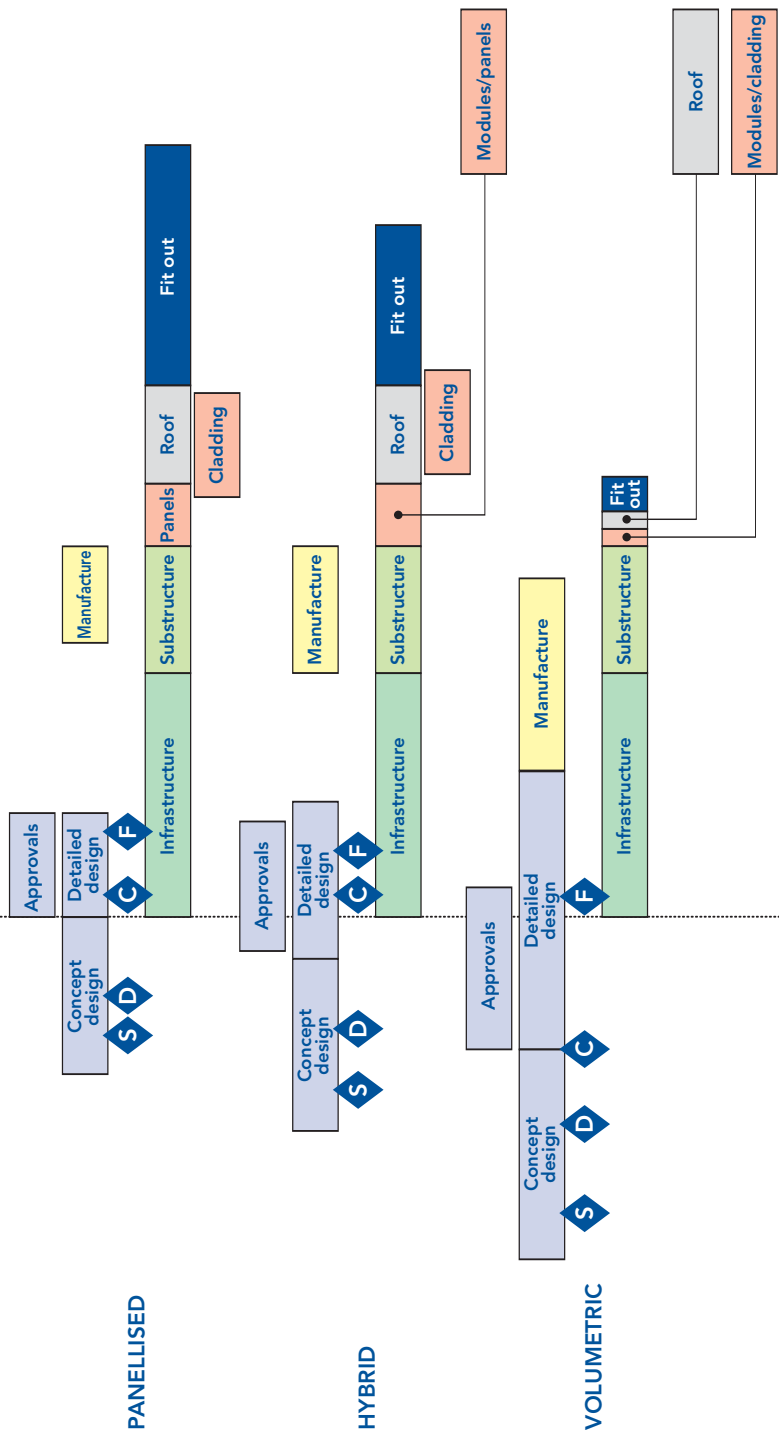 PANELLISED
Approvals
Concept
design
Detailed
design
Manufacture
S
D
C
F
Infrastructure
Substructure
Panels
Roof
Fit out
Cladding
HYBRID
Approvals
Concept
design
Detailed
design
Manufacture
S
D
C
F
Infrastructure
Substructure
Roof
Fit out
Cladding
Modules/panels
VOLUMETRIC
Approvals
Concept
design
Detailed
design
Manufacture
S
D
C
F
Infrastructure
Substructure
Fit
out
Roof
Modules/cladding